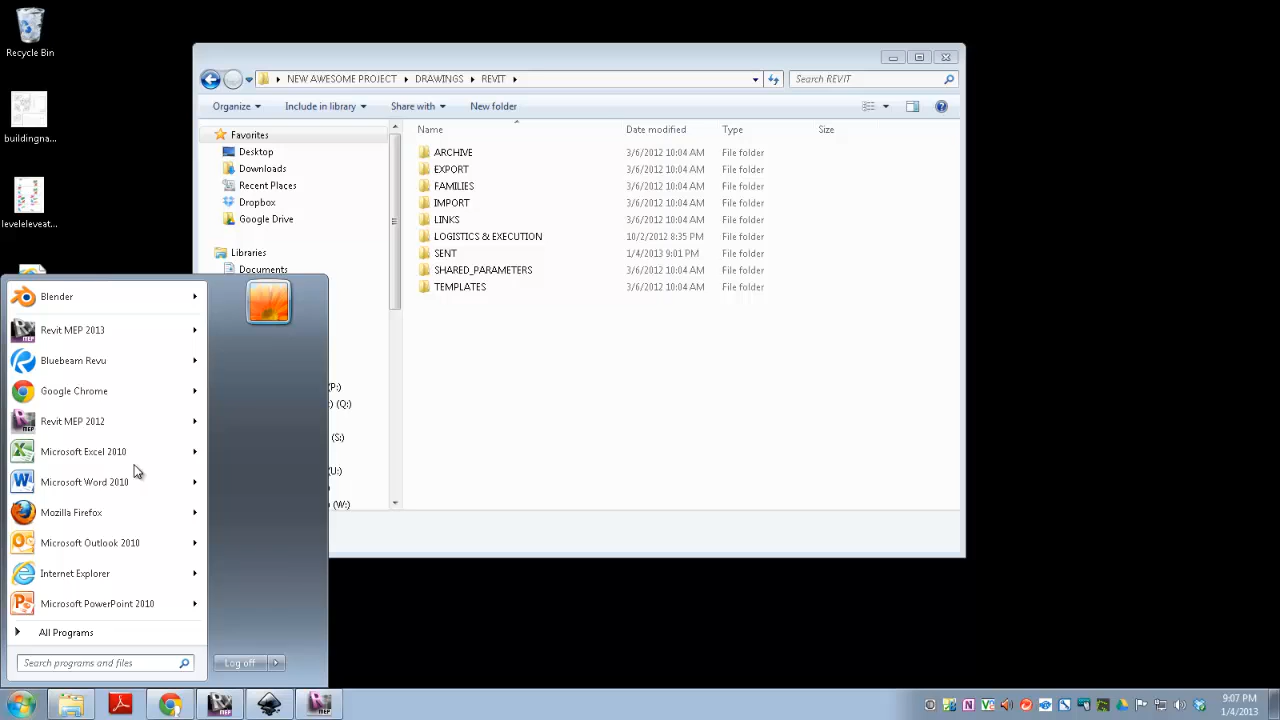 Recycle Bin
buildingna...
leveleleveat...
NEW AWESOME PROJECT DRAWINGS REVIT
Search REVIT
Organize Include in library Share with New folder
Favorites
Desktop
Downloads
Recent Places
Dropbox
Google Drive
Libraries
Documents
(P:)
) (Q:)
(S:)
(U:)
(W:)
Name Date modified Type Size
ARCHIVE 3/6/2012 10:04 AM File folder
EXPORT 3/6/2012 10:04 AM File folder
FAMILIES 3/6/2012 10:04 AM File folder
IMPORT 3/6/2012 10:04 AM File folder
LINKS 3/6/2012 10:04 AM File folder
LOGISTICS & EXECUTION 10/2/2012 8:35 PM File folder
SENT 1/4/2013 9:01 PM File folder
SHARED_PARAMETERS 3/6/2012 10:04 AM File folder
TEMPLATES 3/6/2012 10:04 AM File folder
Blender
Revit MEP 2013
Bluebeam Revu
Google Chrome
Revit MEP 2012
Microsoft Excel 2010
Microsoft Word 2010
Mozilla Firefox
Microsoft Outlook 2010
Internet Explorer
Microsoft PowerPoint 2010
All Programs
Search programs and files
Log off
9:07 PM
1/4/2013